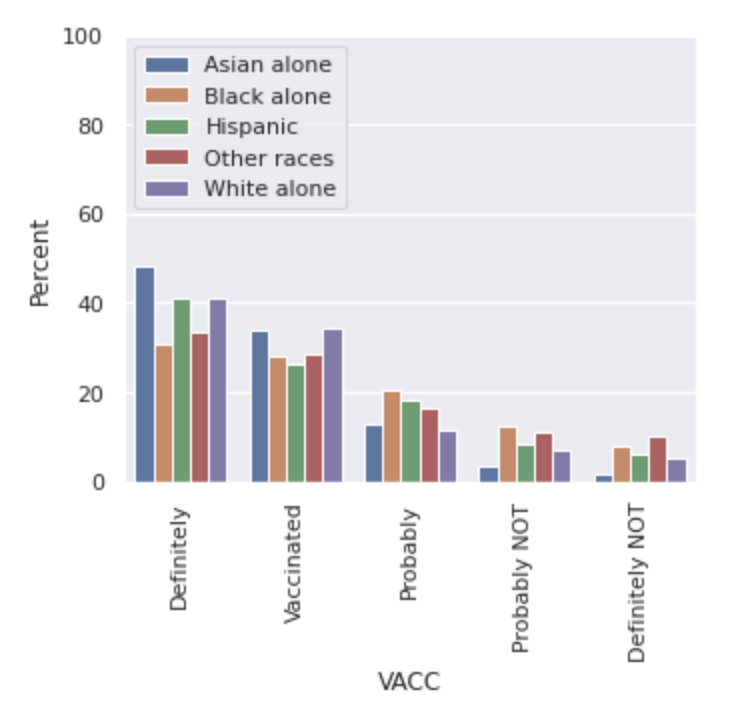 100
80
60
40
20
0
Percent
Asian alone
Black alone
Hispanic
Other races
White alone
Definitely
Vaccinated
Probably
Probably NOT
Definitely NOT
VACC